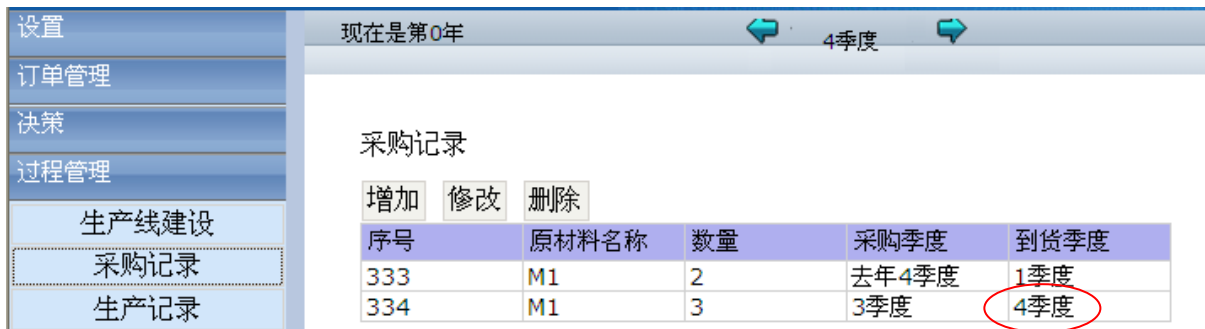 设置
订单管理
决策
过程管理
生产线建设
采购记录
生产记录
现在是第0年 4季度
采购记录
增加 修改 删除
序号 原材料名称 数量 采购季度 到货季度
333 M1 2 去年4季度 1季度
334 M1 3 3季度 4季度